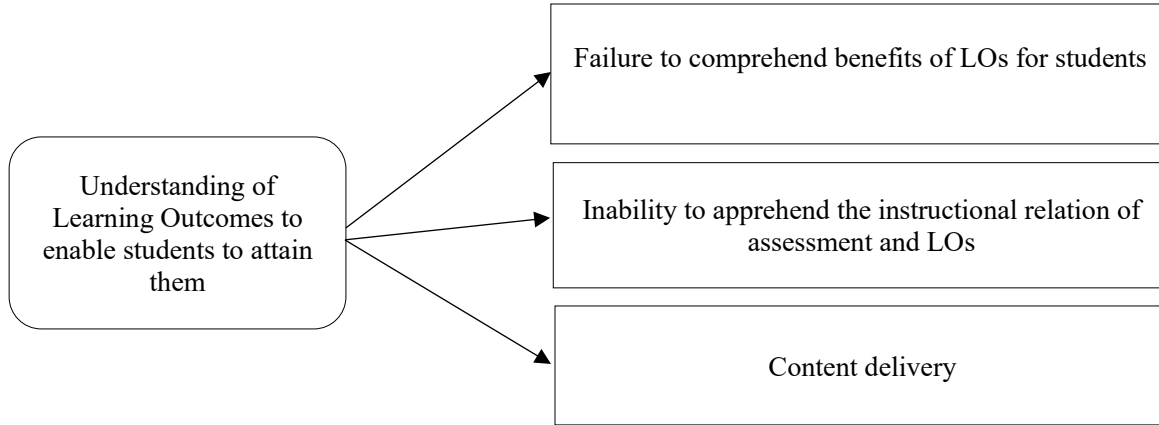 Understanding of
Learning Outcomes to
enable students to attain
them
Failure to comprehend benefits of LOs for students
Inability to apprehend the instructional relation of
assessment and LOs
Content delivery